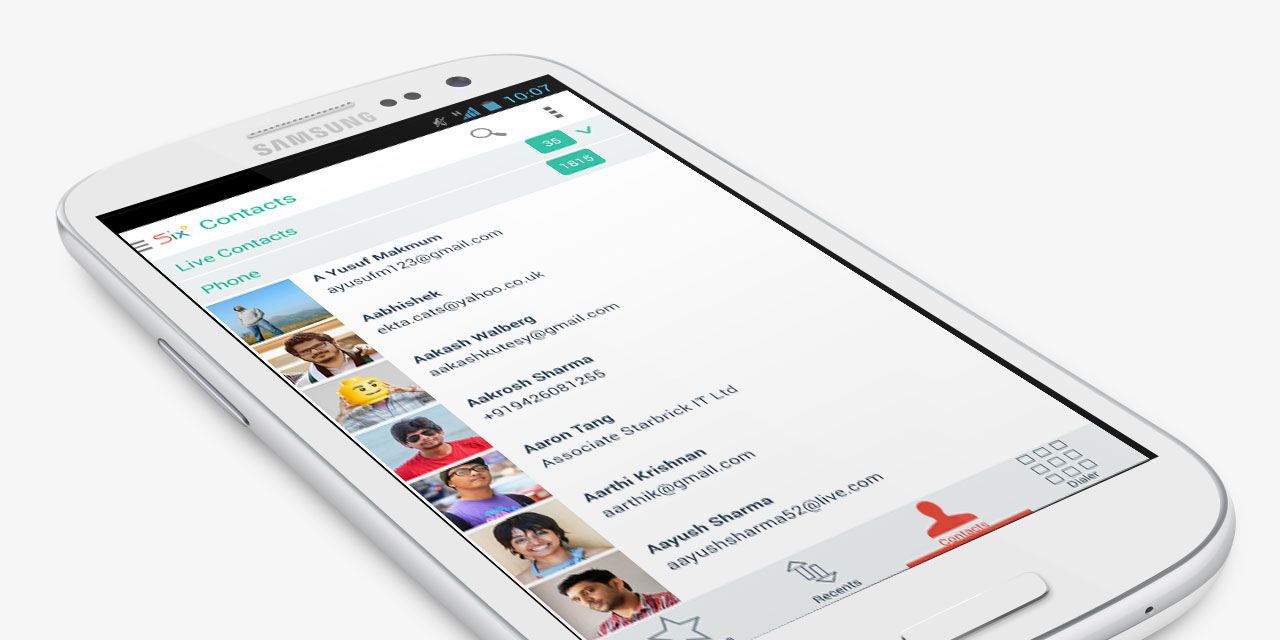 SAMSUNG
H 10:07
Six Contacts
Live Contacts 35
Phone 1815
A Yusuf Makmum
ayusufm123@gmail.com
Aabhishek
ekta.cats@yahoo.co.uk
Aakash Walberg
aakashkutesy@gmail.com
Aakrosh Sharma
+919426081255
Aaron Tang
Associate Starbrick IT Ltd
Aarthi Krishnan
aarthik@gmail.com
Aayush Sharma
aayushsharma52@live.com
Recents
Contacts
Dialer